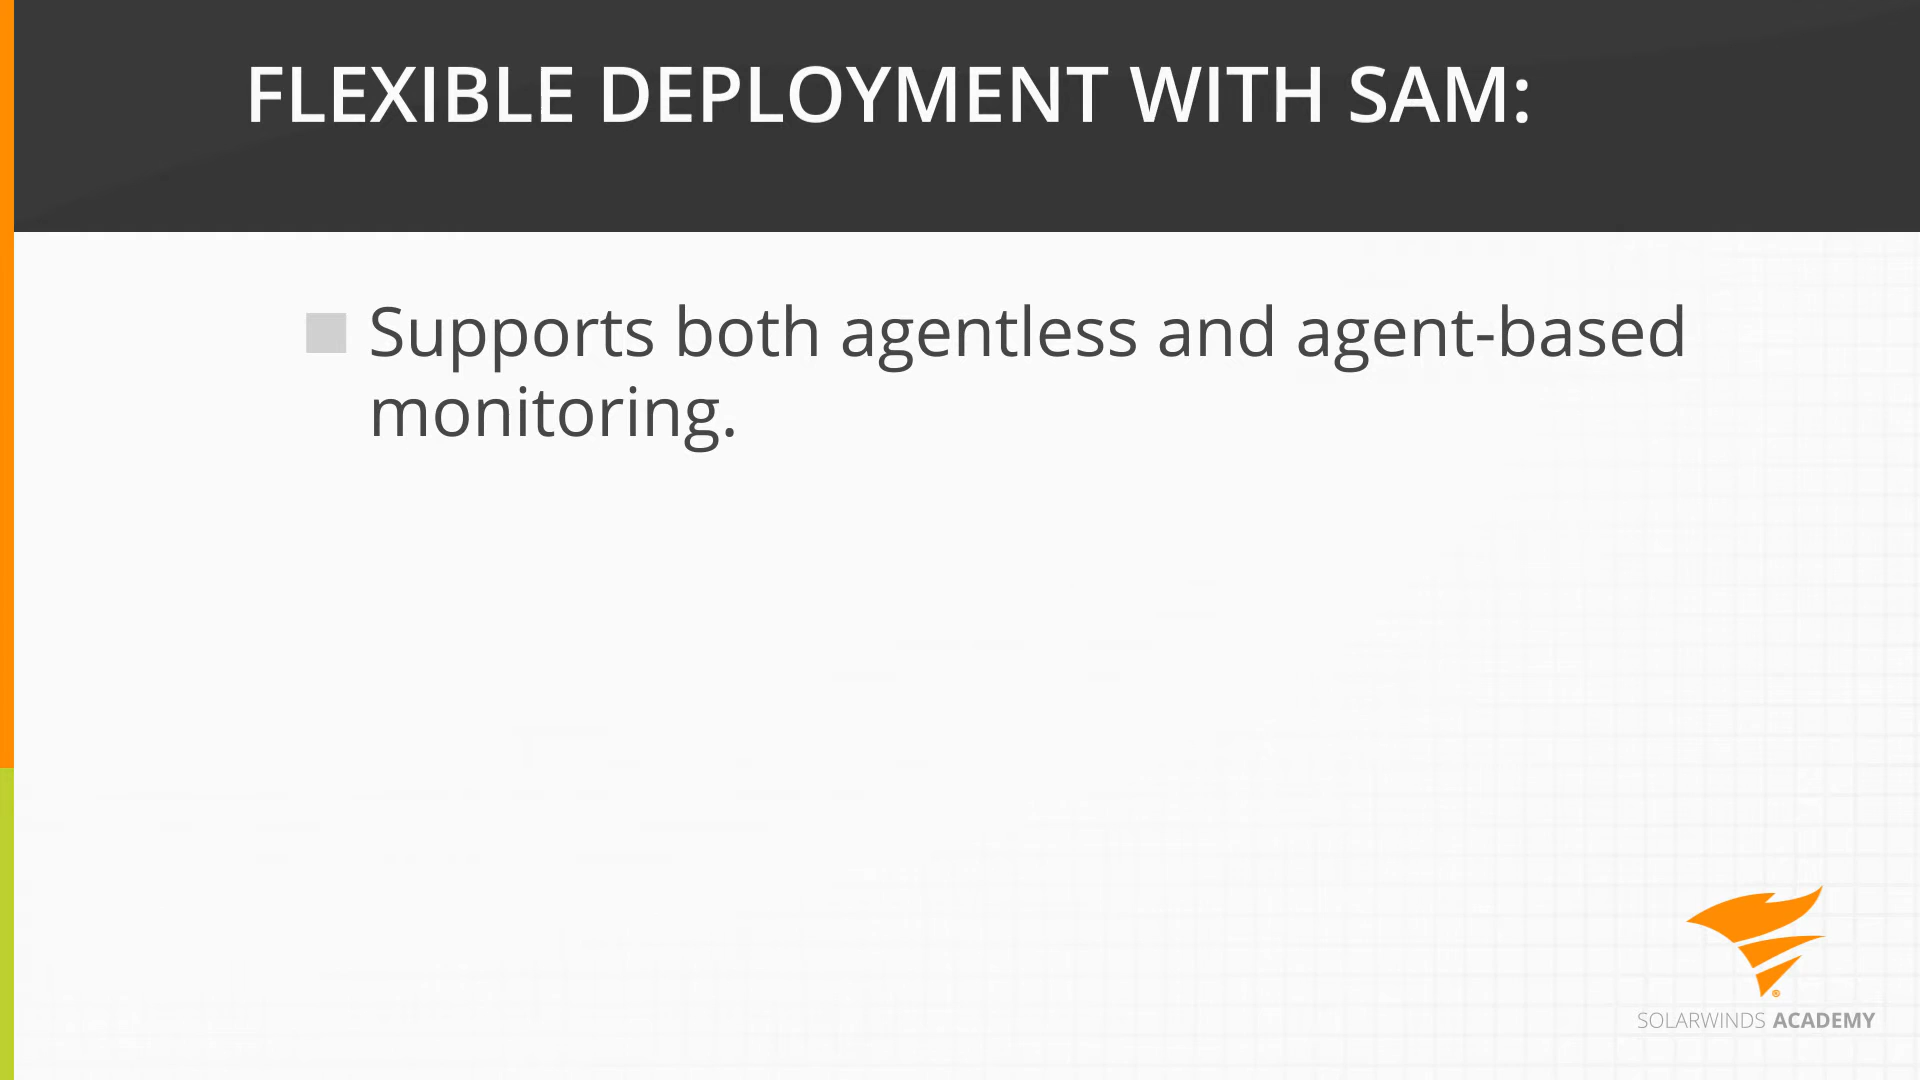 FLEXIBLE DEPLOYMENT WITH SAM:
Supports both agentless and agent-based
monitoring.
SOLARWINDS ACADEMY